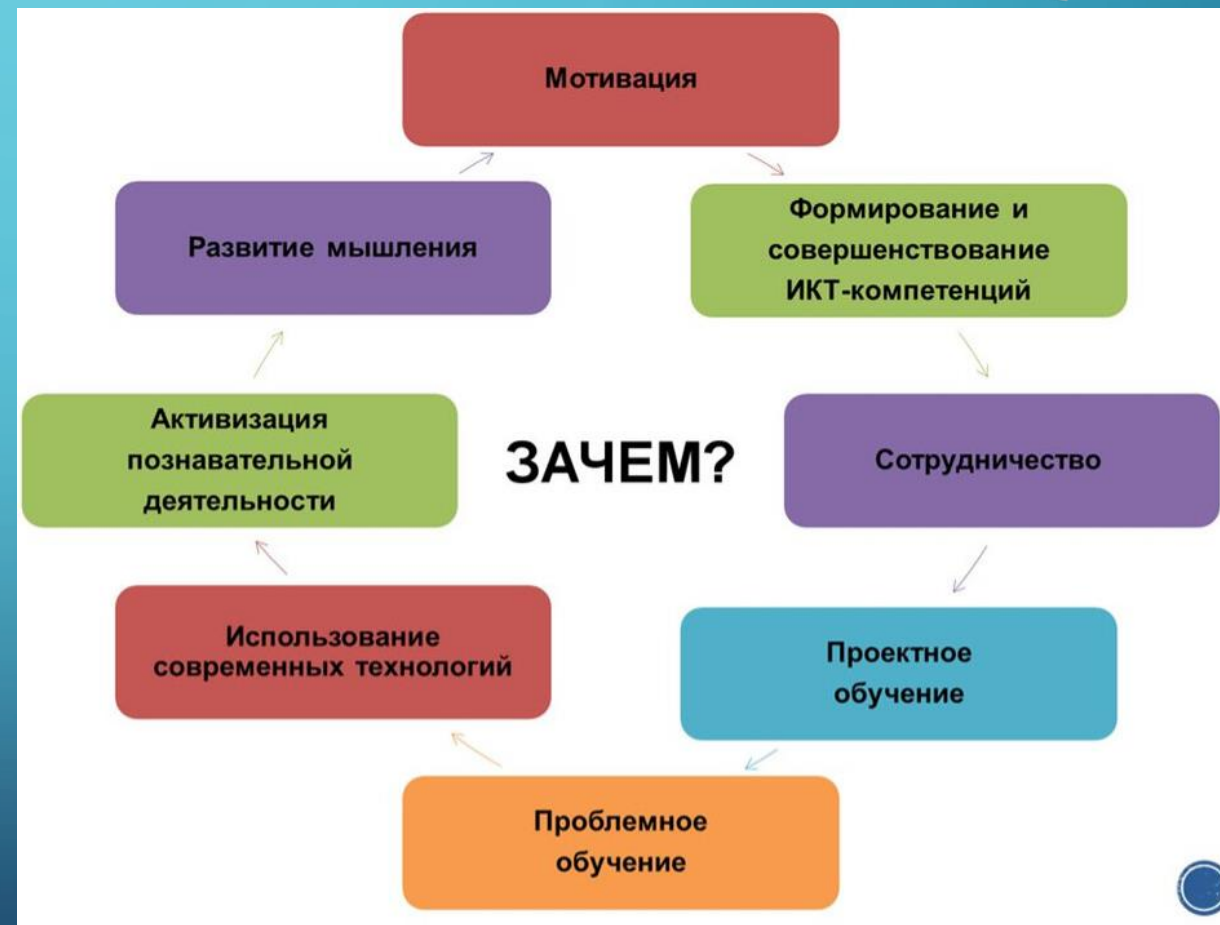 Мотивация
Формирование и
совершенствование
ИКТ-компетенций
Сотрудничество
Проектное
обучение
Проблемное
обучение
Использование
современных технологий
Активизация
познавательной
деятельности
Развитие мышления
ЗАЧЕМ?